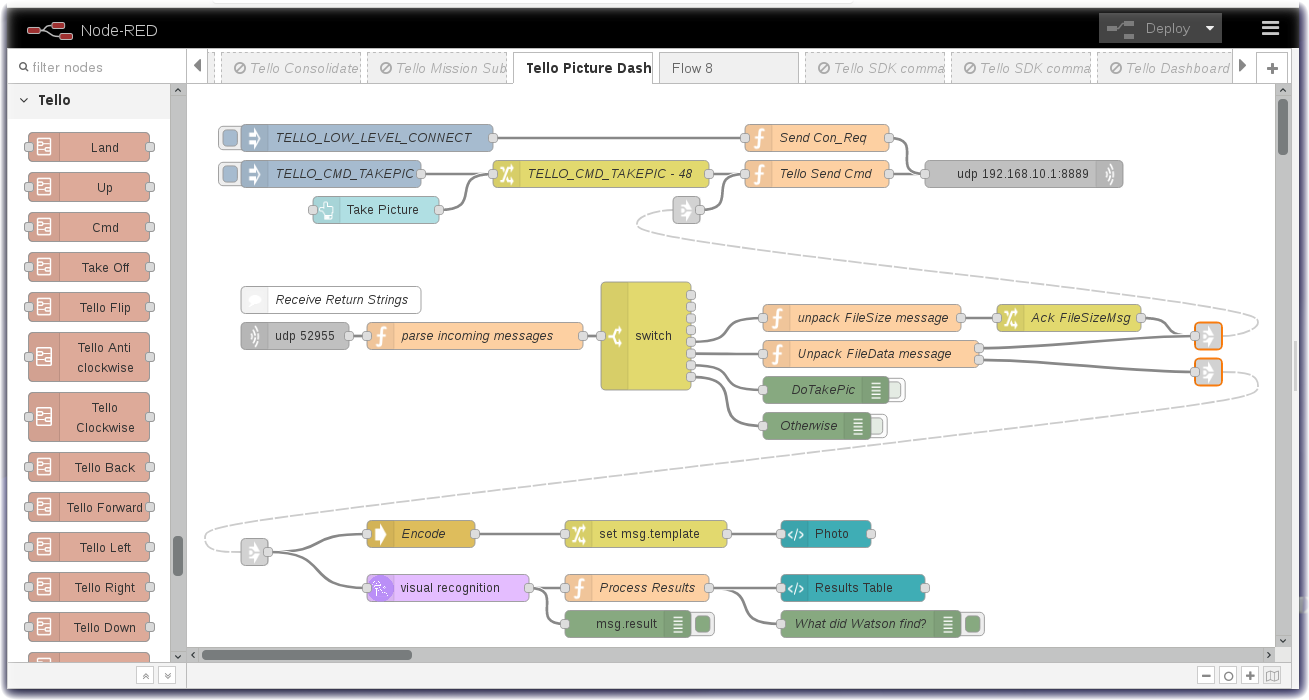 Node-RED
Deploy
filter nodes
Tello Consolidate
Tello Mission Sub
Tello Picture Dash
Flow 8
Tello SDK comma
Tello SDK comma
Tello Dashboard
Tello
Land
Up
Cmd
Take Off
Tello Flip
Tello Anti
clockwise
Tello
Clockwise
Tello Back
Tello Forward
Tello Left
Tello Right
Tello Down
TELLO_LOW_LEVEL_CONNECT
Send Con_Req
TELLO_CMD_TAKEPIC
TELLO_CMD_TAKEPIC - 48
Tello Send Cmd
udp 192.168.10.1:8889
Take Picture
Receive Return Strings
udp 52955
parse incoming messages
switch
unpack FileSize message
Ack FileSizeMsg
Unpack FileData message
DoTakePic
Otherwise
Encode
set msg.template
Photo
visual recognition
Process Results
Results Table
msg.result
What did Watson find?